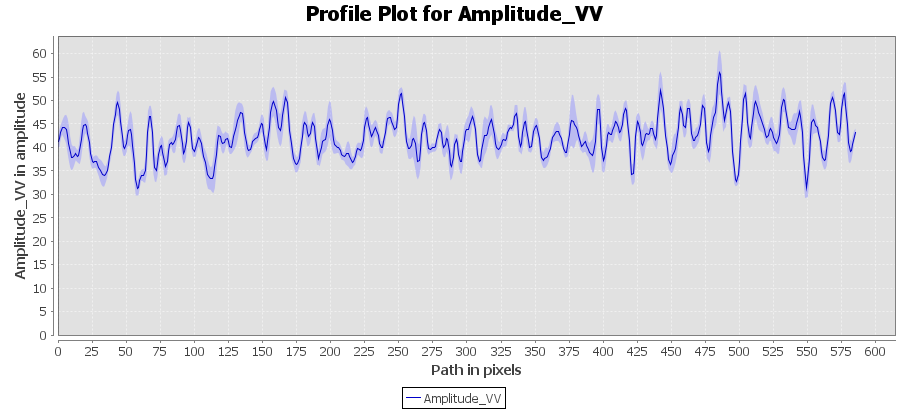 Profile Plot for Amplitude_VV
Amplitude_VV in amplitude
60
55
50
45
40
35
30
25
20
15
10
5
0
0 25 50 75 100 125 150 175 200 225 250 275 300 325 350 375 400 425 450 475 500 525 550 575 600
Path in pixels
Amplitude_VV